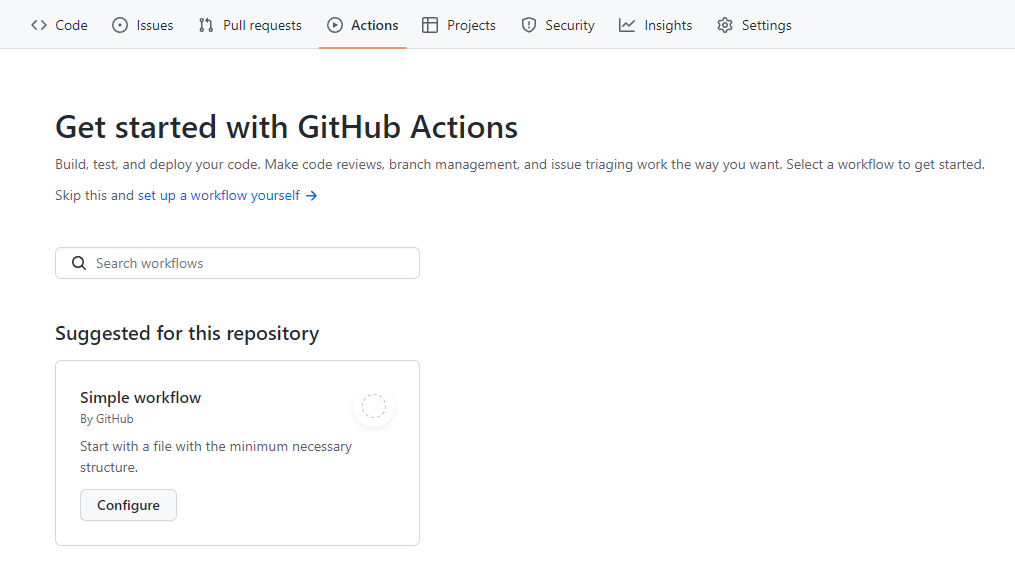 Code Issues Pull requests Actions Projects Security Insights Settings
Get started with GitHub Actions
Build, test, and deploy your code. Make code reviews, branch management, and issue triaging work the way you want. Select a workflow to get started.
Skip this and set up a workflow yourself →
Search workflows
Suggested for this repository
Simple workflow
By GitHub
Start with a file with the minimum necessary
structure.
Configure